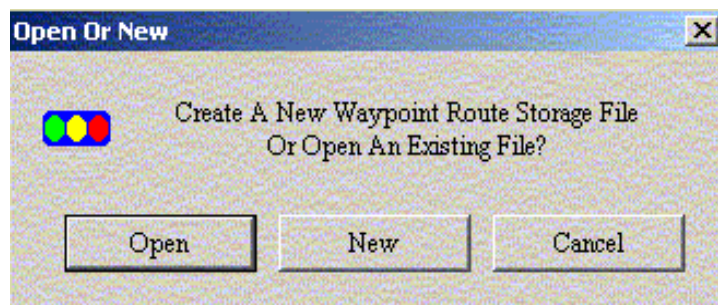 Open Or New
Create A New Waypoint Route Storage File
Or Open An Existing File?
Open New Cancel